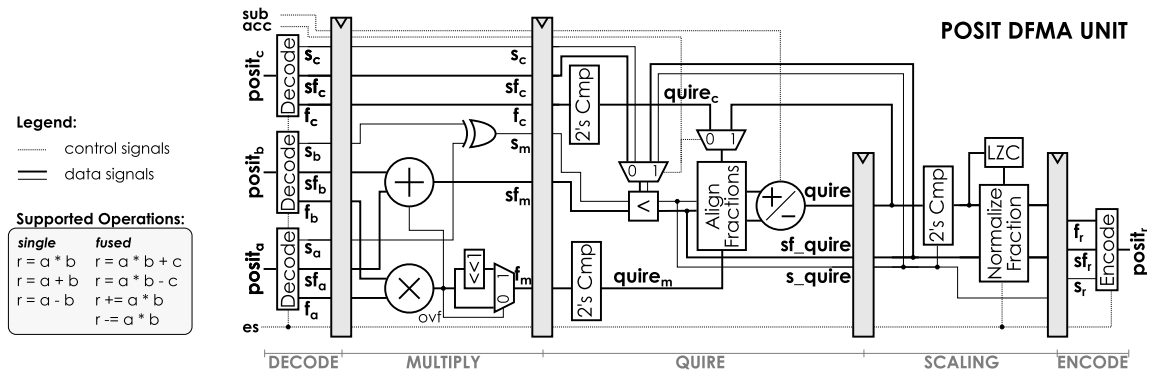 POSIT DFMA UNIT
sub
acc
posit_c
Decode
s_c
sf_c
f_c
posit_b
Decode
s_b
sf_b
f_b
posit_a
Decode
s_a
sf_a
f_a
es
+
×
ovf
<<1
0 1
s_c
sf_c
f_c
s_m
sf_m
f_m
2's Cmp
2's Cmp
quire_c
quire_m
0 1
<
0 1
Align Fractions
+/-
quire
sf_quire
s_quire
2's Cmp
LZC
Normalize Fraction
f_r
sf_r
s_r
Encode
posit_r
Legend:
control signals
data signals
Supported Operations:
single fused
r = a * b r = a * b + c
r = a + b r = a * b - c
r = a - b r += a * b
r -= a * b
DECODE MULTIPLY QUIRE SCALING ENCODE